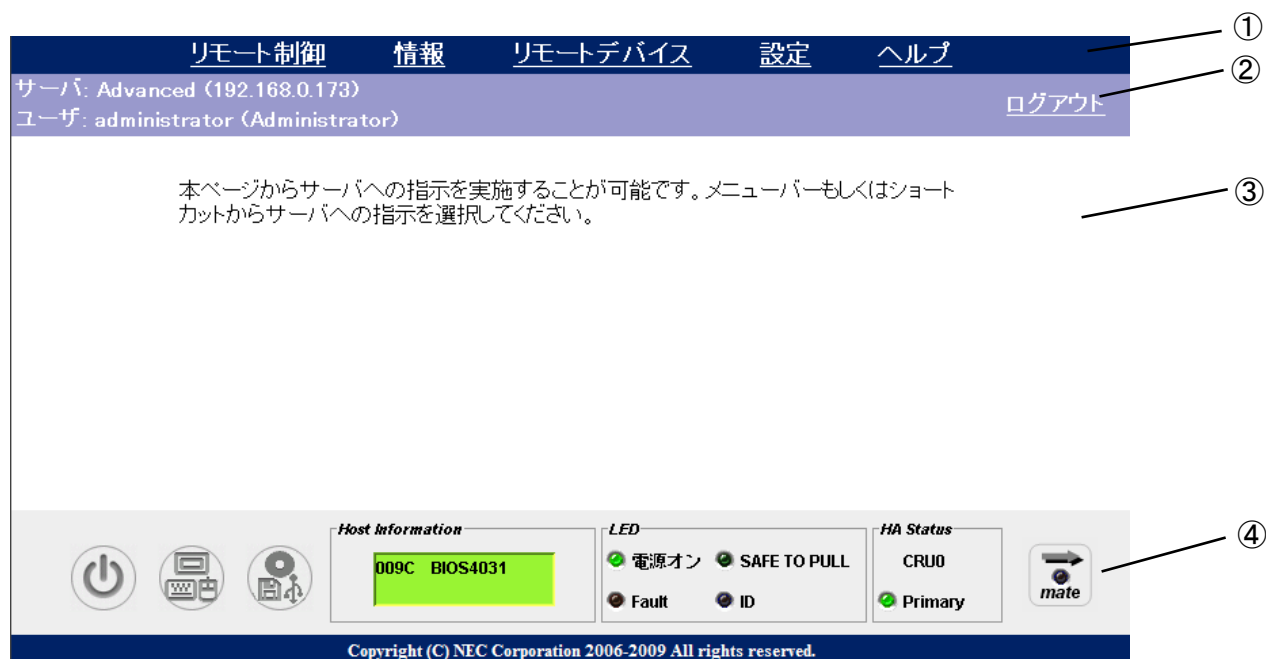 ①
リモート制御 情報 リモートデバイス 設定 ヘルプ
②
サーバ: Advanced (192.168.0.173)
ログアウト
ユーザ: administrator (Administrator)
本ページからサーバへの指示を実施することが可能です。メニューバーもしくはショート
カットからサーバへの指示を選択してください。
③
Host Information LED HA Status
④
009C BIOS4031 電源オン SAFE TO PULL CRU0
Fault ID Primary mate
Copyright (C) NEC Corporation 2006-2009 All rights reserved.